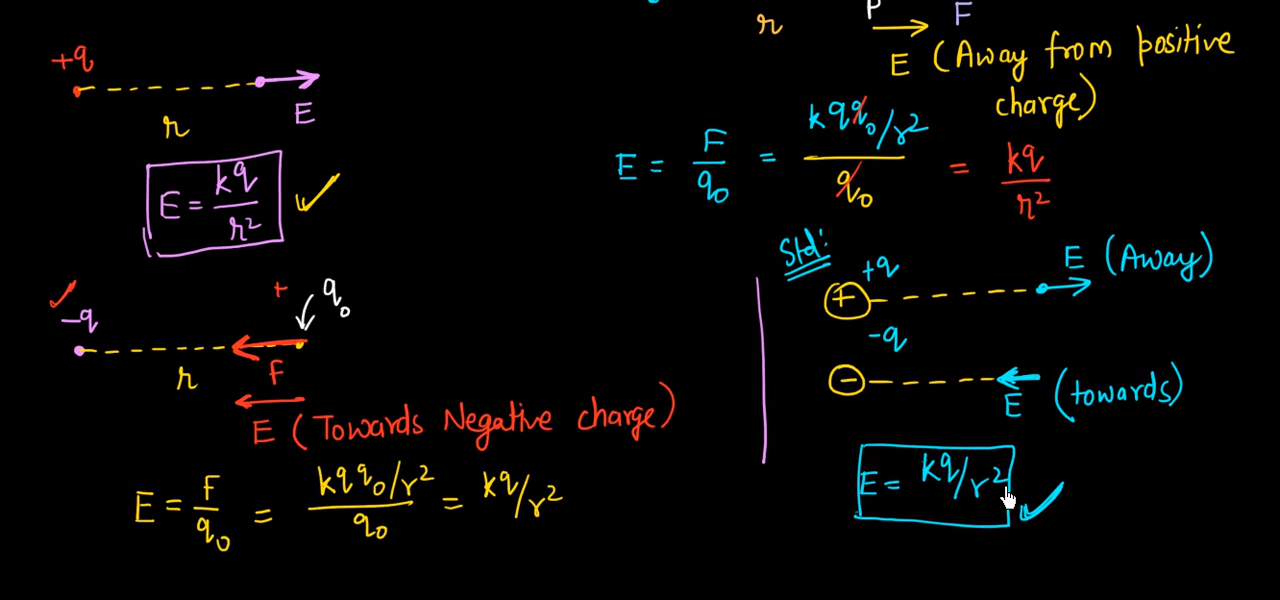 r P F
E (Away from positive
charge)
+q
r E
E = kq/r²
E = F/q₀ = kqq₀/r²/q₀ = kq/r²
Std:
+q E (Away)
+
-q
− E (towards)
E = kq/r²
-q + q₀
r F
E (Towards Negative charge)
E = F/q₀ = kqq₀/r²/q₀ = kq/r²